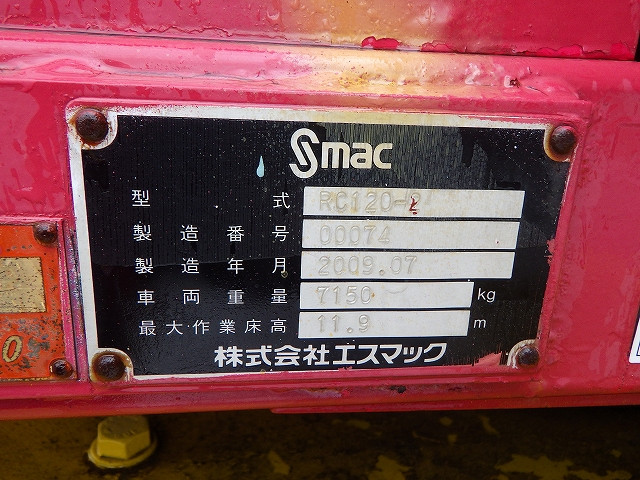 Smac
型式 RC120-2
製造番号 00074
製造年月 2009.07
車両重量 7150 kg
最大作業床高 11.9 m
株式会社エスマック
0